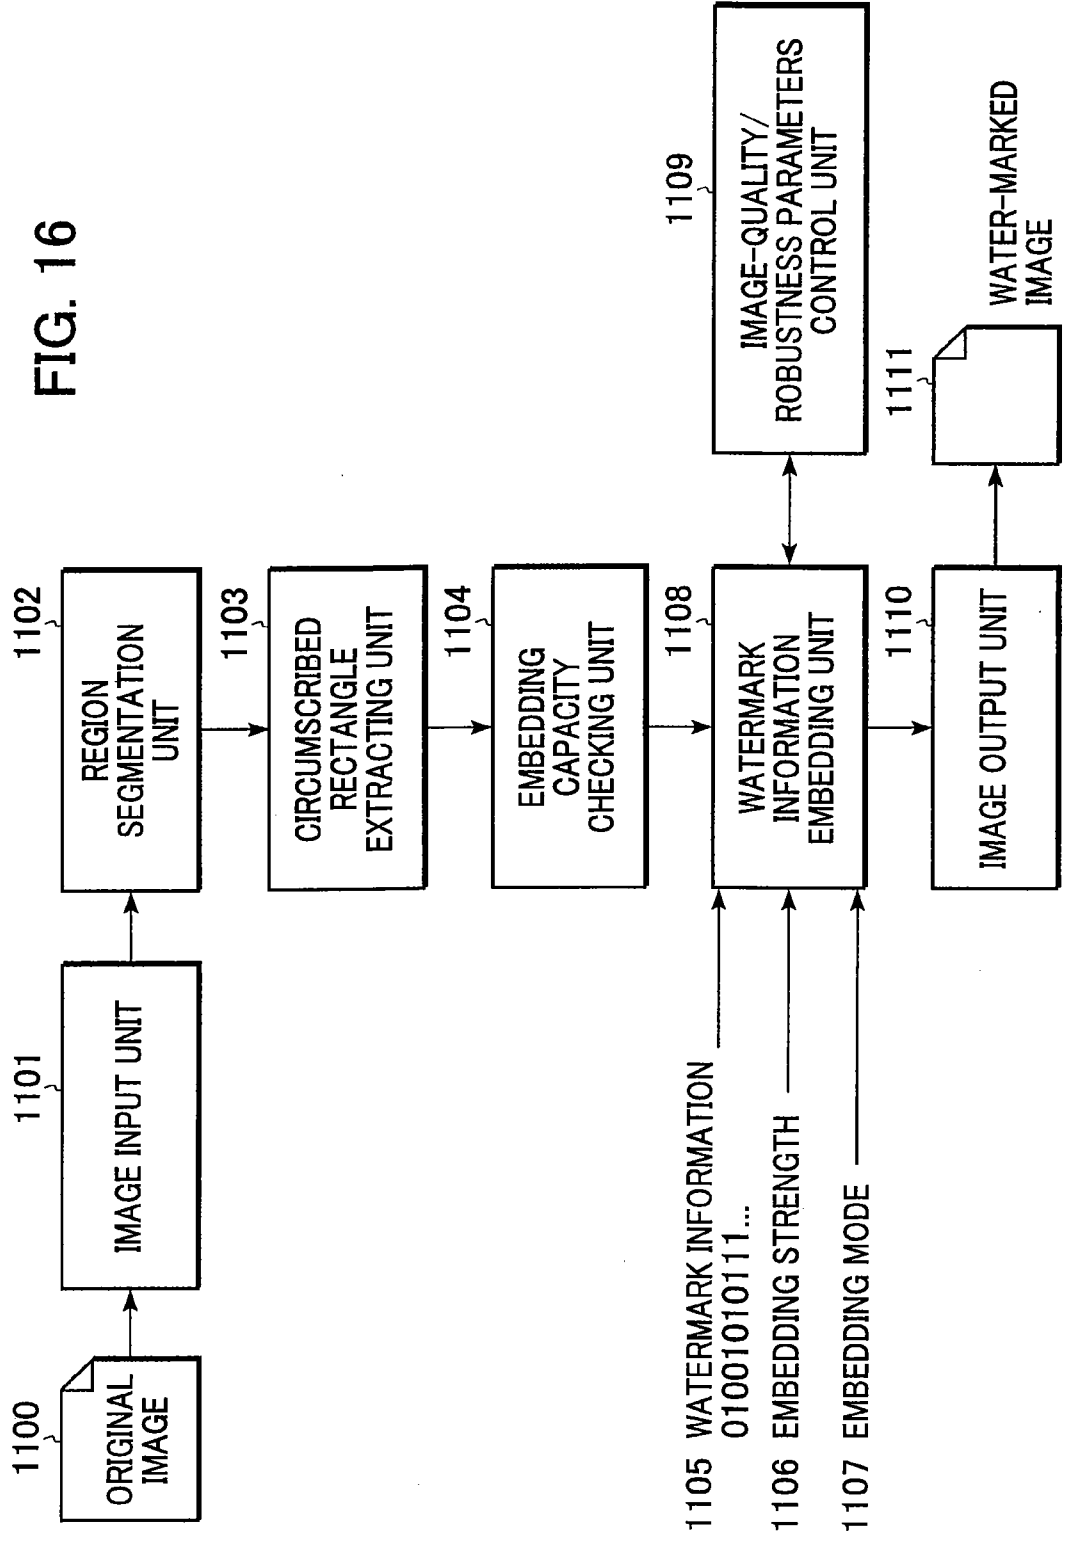 FIG. 16
1100
ORIGINAL
IMAGE
1101
IMAGE INPUT UNIT
1102
REGION
SEGMENTATION
UNIT
1103
CIRCUMSCRIBED
RECTANGLE
EXTRACTING UNIT
1104
EMBEDDING
CAPACITY
CHECKING UNIT
1105 WATERMARK INFORMATION
0100101010111...
1106 EMBEDDING STRENGTH
1107 EMBEDDING MODE
1108
WATERMARK
INFORMATION
EMBEDDING UNIT
1109
IMAGE-QUALITY/
ROBUSTNESS PARAMETERS
CONTROL UNIT
1110
IMAGE OUTPUT UNIT
1111
WATER-MARKED
IMAGE